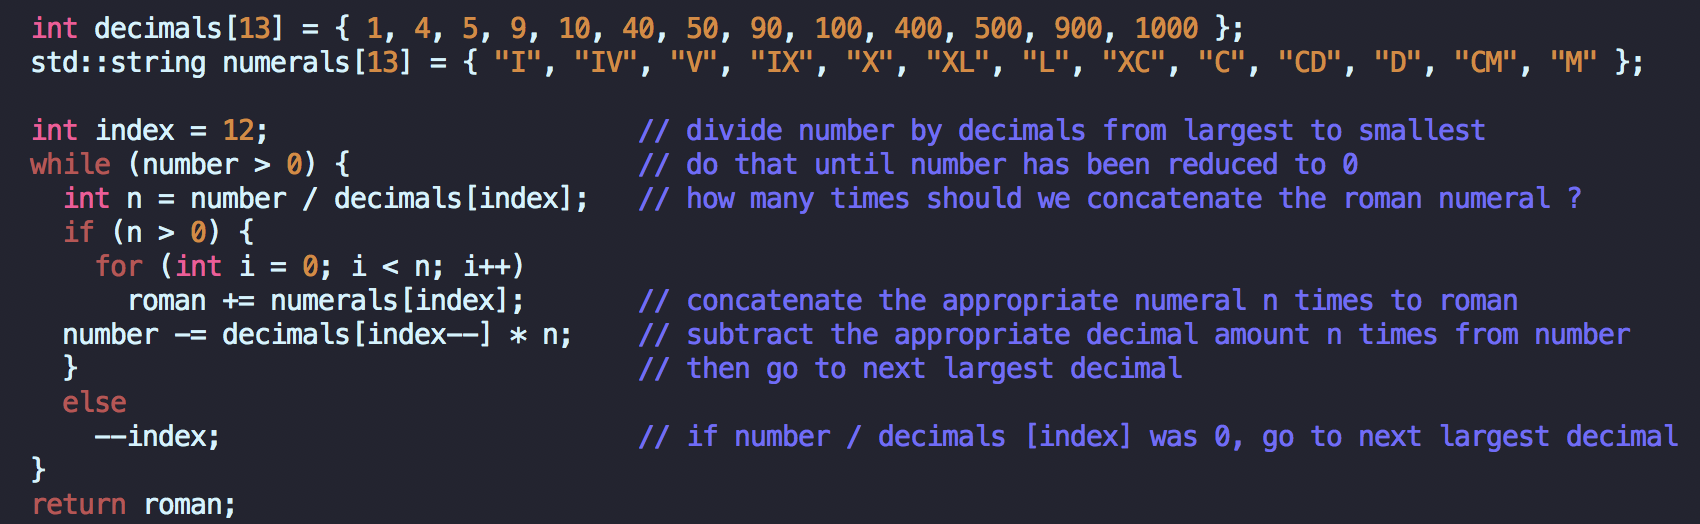 int decimals[13] = { 1, 4, 5, 9, 10, 40, 50, 90, 100, 400, 500, 900, 1000 };
std::string numerals[13] = { "I", "IV", "V", "IX", "X", "XL", "L", "XC", "C", "CD", "D", "CM", "M" };

int index = 12;                       // divide number by decimals from largest to smallest
while (number > 0) {                  // do that until number has been reduced to 0
  int n = number / decimals[index];   // how many times should we concatenate the roman numeral ?
  if (n > 0) {
    for (int i = 0; i < n; i++)
      roman += numerals[index];       // concatenate the appropriate numeral n times to roman
  number -= decimals[index--] * n;    // subtract the appropriate decimal amount n times from number
  }                                   // then go to next largest decimal
  else
    --index;                          // if number / decimals [index] was 0, go to next largest decimal
}
return roman;